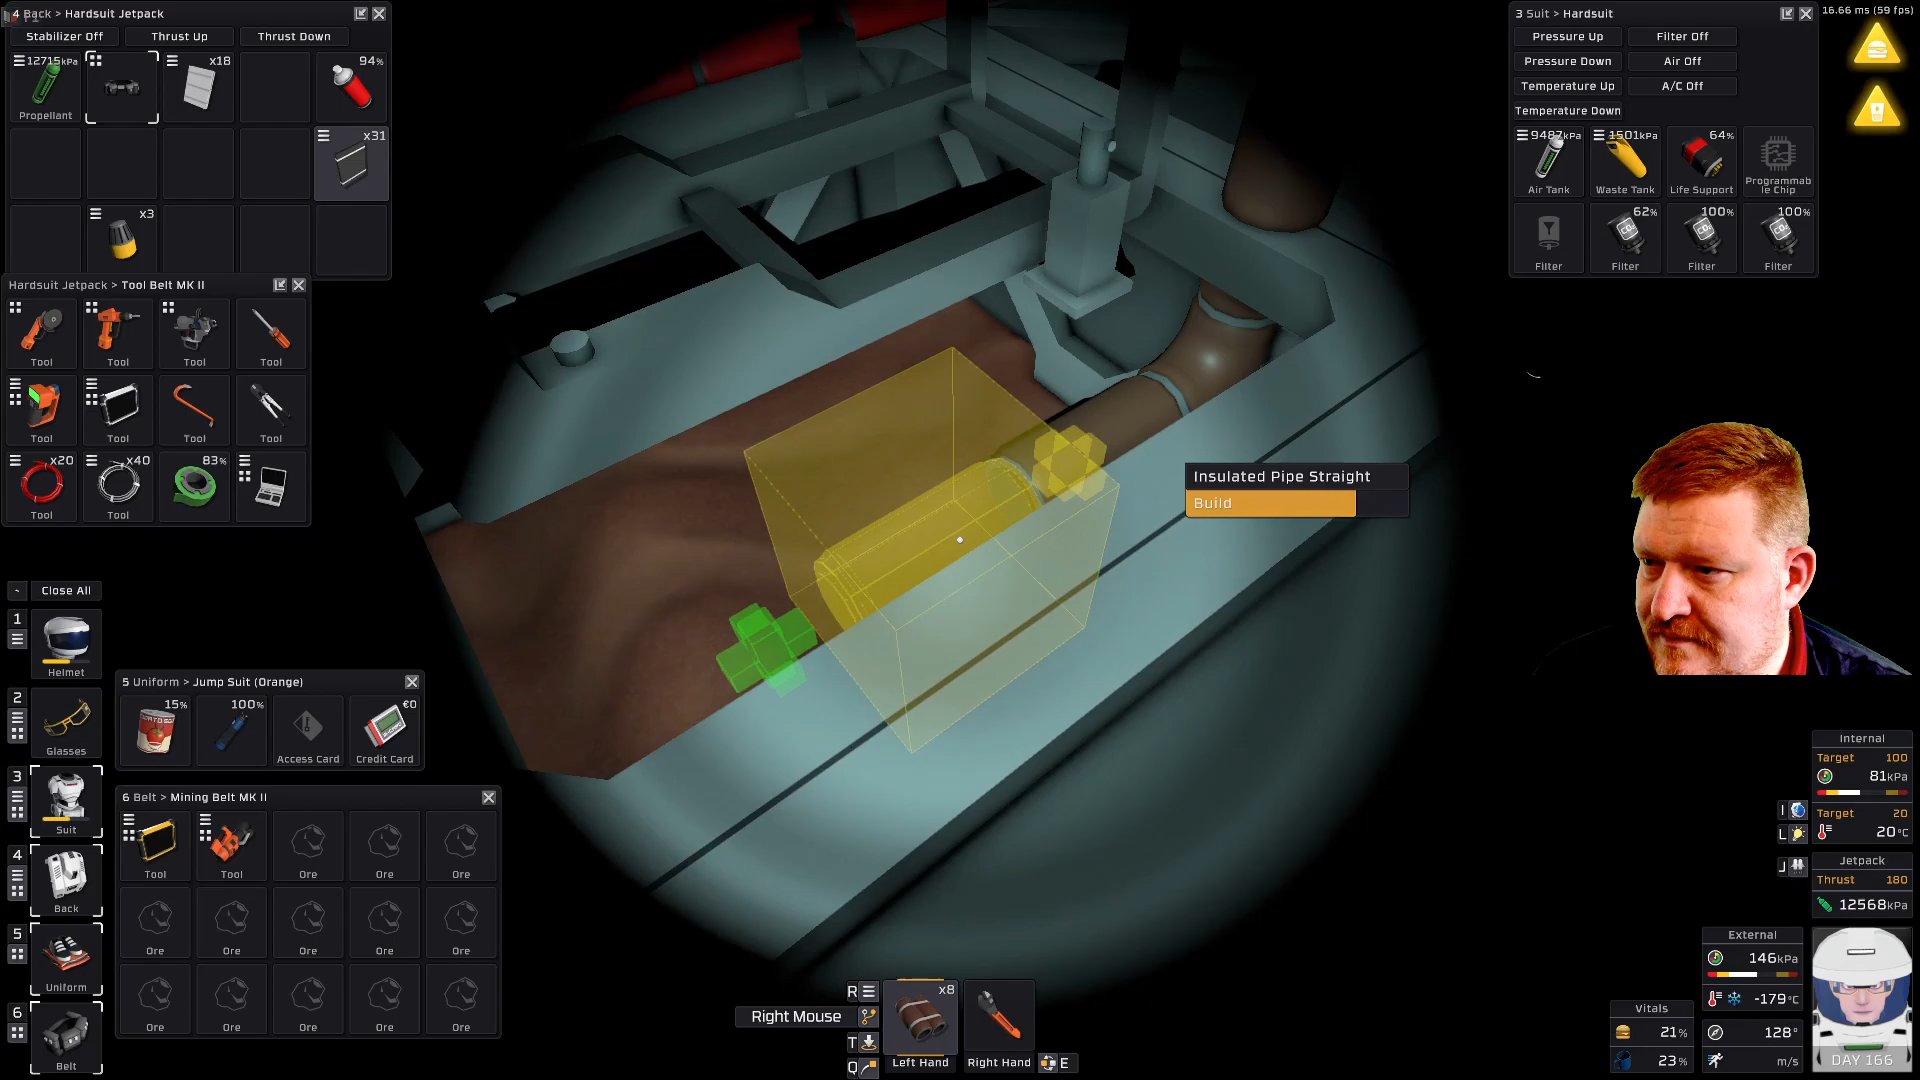 4 Back > Hardsuit Jetpack
Stabilizer Off
Thrust Up
Thrust Down
12715kPa
x18
94%
Propellant
x31
x3
Hardsuit Jetpack > Tool Belt MK II
Tool
Tool
Tool
Tool
Tool
Tool
Tool
Tool
x20
x40
83%
Tool
Tool
~
Close All
1
Helmet
2
Glasses
3
Suit
4
Back
5
Uniform
6
Belt
5 Uniform > Jump Suit (Orange)
15%
100%
€0
Access Card
Credit Card
6 Belt > Mining Belt MK II
Tool
Tool
Ore
Ore
Ore
Ore
Ore
Ore
Ore
Ore
Ore
Ore
Ore
Ore
Ore
Insulated Pipe Straight
Build
R
Right Mouse
T
Q
x8
Left Hand
Right Hand
E
3 Suit > Hardsuit
Pressure Up
Filter Off
Pressure Down
Air Off
Temperature Up
A/C Off
Temperature Down
9487kPa
1501kPa
64%
Air Tank
Waste Tank
Life Support
Programmab
le Chip
62%
100%
100%
Filter
Filter
Filter
Filter
16.66 ms (59 fps)
Internal
Target 100
81kPa
Target 20
20°C
I
L
J
Jetpack
Thrust 180
12568kPa
External
146kPa
-179°C
128°
m/s
Vitals
21%
23%
DAY 166